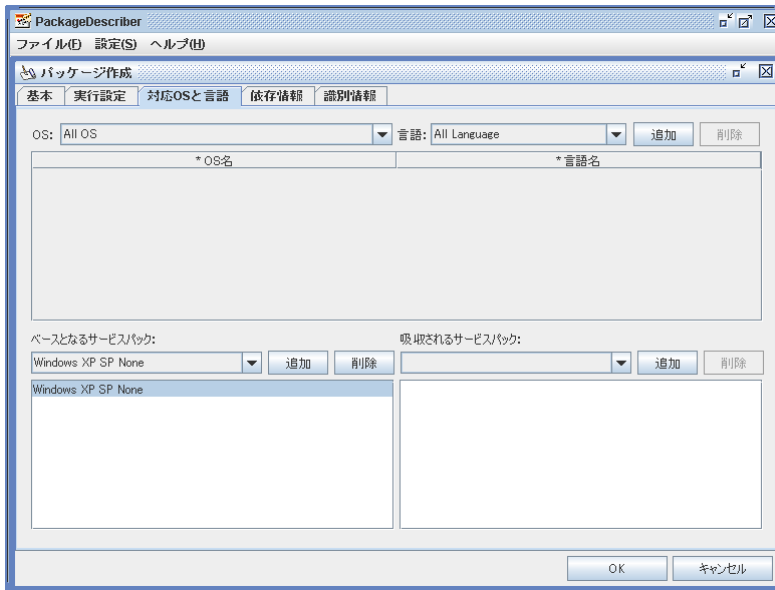 PackageDescriber
ファイル(F) 設定(S) ヘルプ(H)
パッケージ作成
基本 実行設定 対応OSと言語 依存情報 識別情報
OS: All OS 言語: All Language 追加 削除
* OS名 * 言語名
ベースとなるサービスパック: 吸収されるサービスパック:
Windows XP SP None 追加 削除 追加 削除
Windows XP SP None
OK キャンセル